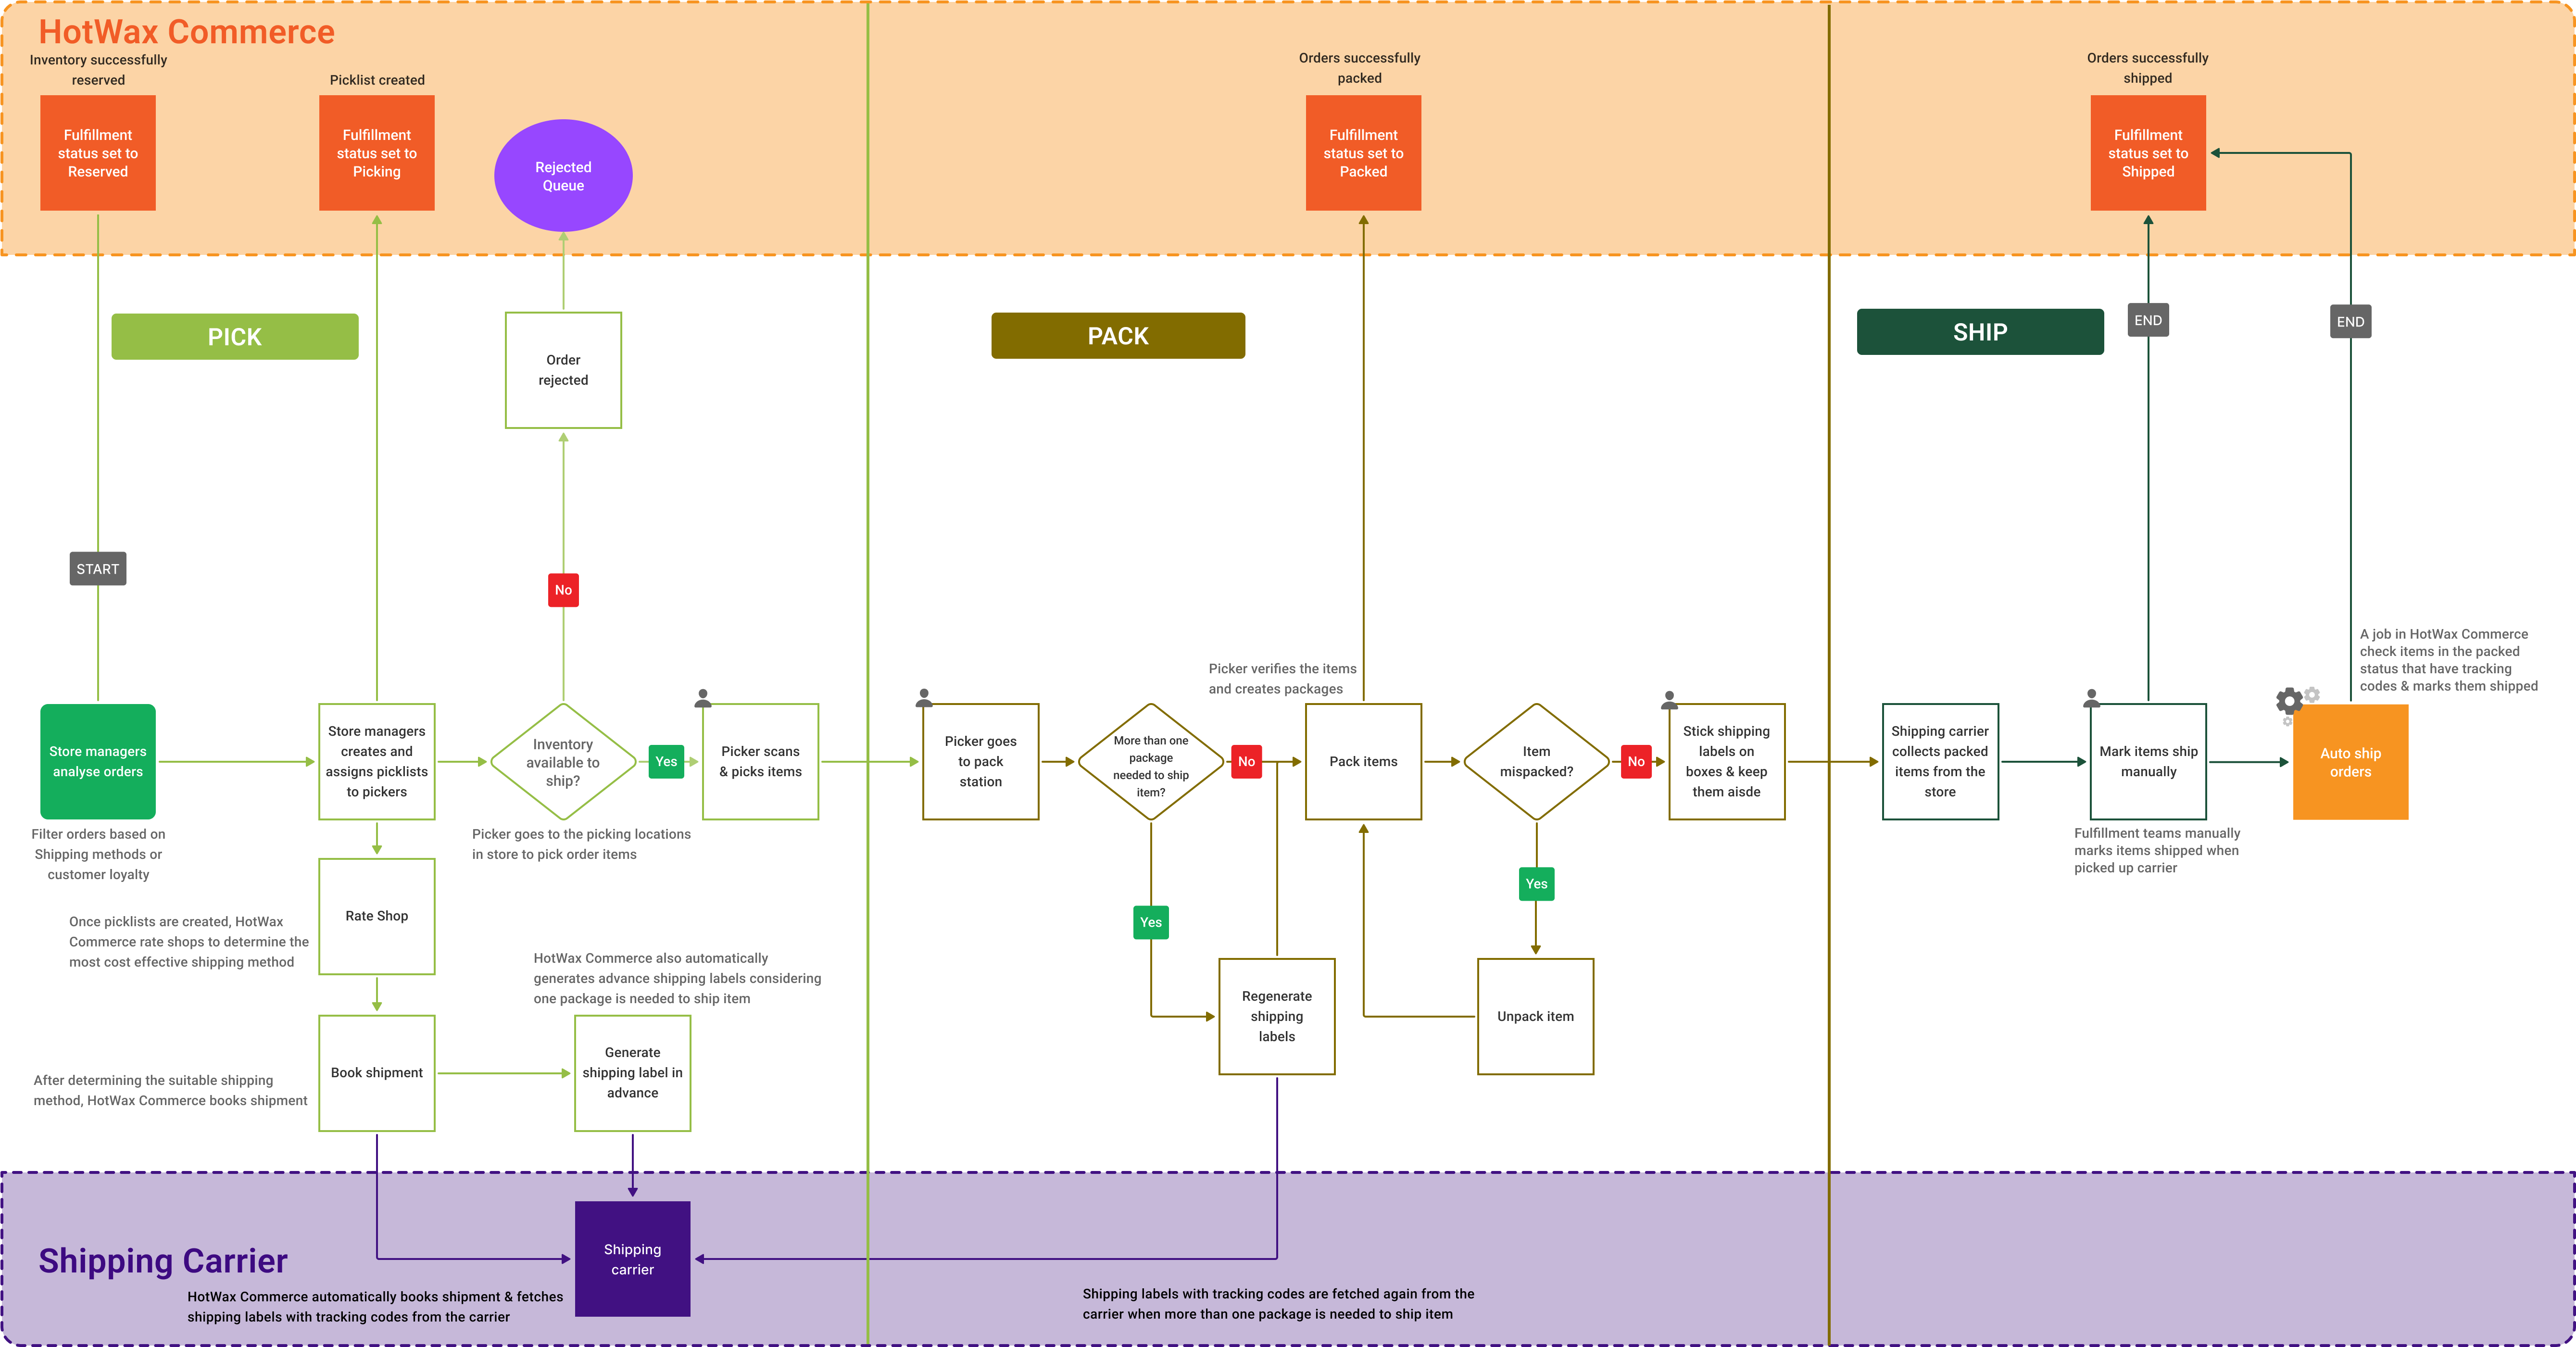 HotWax Commerce
Inventory successfully
reserved
Fulfillment
status set to
Reserved
Picklist created
Fulfillment
status set to
Picking
Rejected
Queue
Orders successfully
packed
Fulfillment
status set to
Packed
Orders successfully
shipped
Fulfillment
status set to
Shipped
PICK
Order
rejected
No
START
Store managers
analyse orders
Filter orders based on
Shipping methods or
customer loyalty
Store managers
creates and
assigns picklists
to pickers
Inventory
available to
ship?
Yes
Picker goes to the picking locations
in store to pick order items
Picker scans
& picks items
Rate Shop
Once picklists are created, HotWax
Commerce rate shops to determine the
most cost effective shipping method
Book shipment
After determining the suitable shipping
method, HotWax Commerce books shipment
HotWax Commerce also automatically
generates advance shipping labels considering
one package is needed to ship item
Generate
shipping label in
advance
PACK
Picker goes
to pack
station
More than one
package
needed to ship
item?
No
Yes
Regenerate
shipping
labels
Picker verifies the items
and creates packages
Pack items
Item
mispacked?
Yes
Unpack item
No
Stick shipping
labels on
boxes & keep
them aisde
SHIP
END
END
Shipping carrier
collects packed
items from the
store
Mark items ship
manually
Fulfillment teams manually
marks items shipped when
picked up carrier
A job in HotWax Commerce
check items in the packed
status that have tracking
codes & marks them shipped
Auto ship
orders
Shipping Carrier
HotWax Commerce automatically books shipment & fetches
shipping labels with tracking codes from the carrier
Shipping
carrier
Shipping labels with tracking codes are fetched again from the
carrier when more than one package is needed to ship item